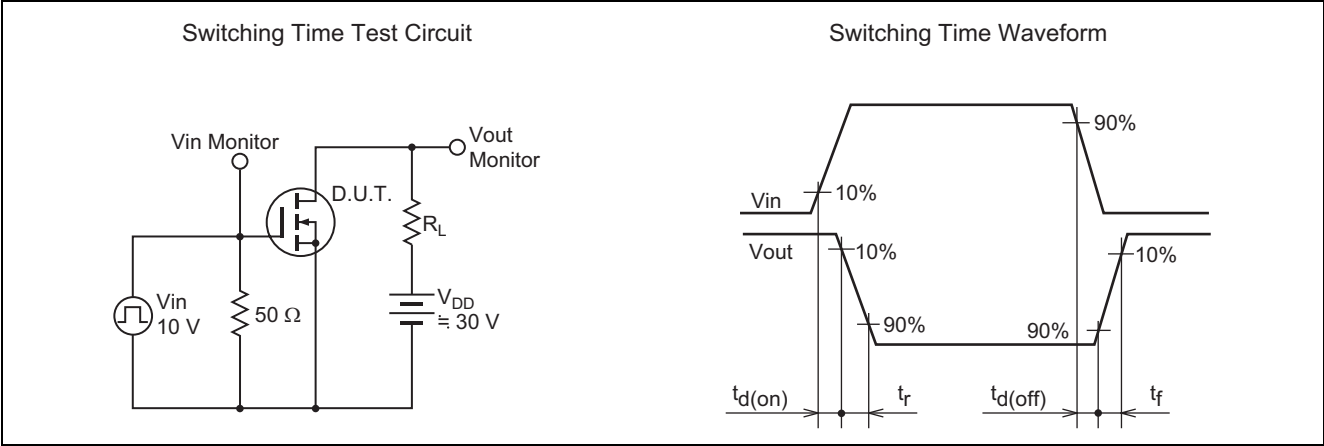 Switching Time Test Circuit
Vin Monitor
Vout
Monitor
D.U.T.
RL
Vin
10 V
50 Ω
VDD
≒ 30 V
Switching Time Waveform
Vin
10%
90%
Vout
10%
90%
90%
10%
td(on)
tr
td(off)
tf